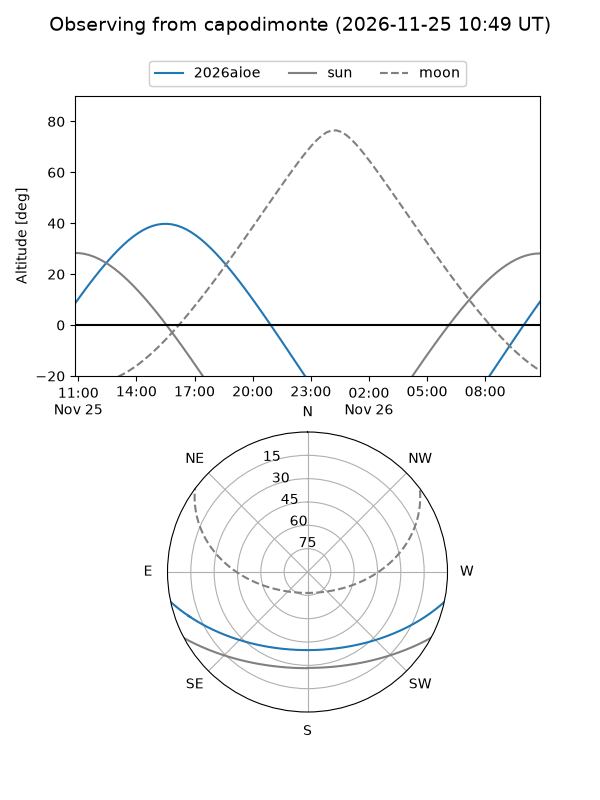 Observing from capodimonte (2026-11-25 10:49 UT)
2026aioe sun moon
Altitude [deg]
80
60
40
20
0
−20
11:00 14:00 17:00 20:00 23:00 02:00 05:00 08:00
Nov 25 Nov 26
N
NE NW
15
30
45
60
75
E W
SE SW
S